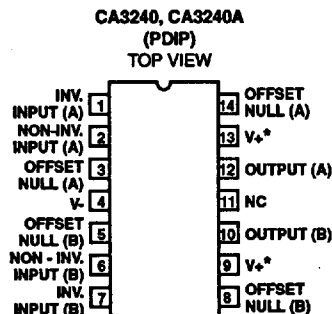 CA3240, CA3240A
(PDIP)
TOP VIEW
INV.
INPUT (A)
1
NON-INV.
INPUT (A)
2
OFFSET
NULL (A)
3
V-
4
OFFSET
NULL (B)
5
NON - INV.
INPUT (B)
6
INV.
INPUT (B)
7
14
OFFSET
NULL (A)
13
V+*
12
OUTPUT (A)
11
NC
10
OUTPUT (B)
9
V+*
8
OFFSET
NULL (B)